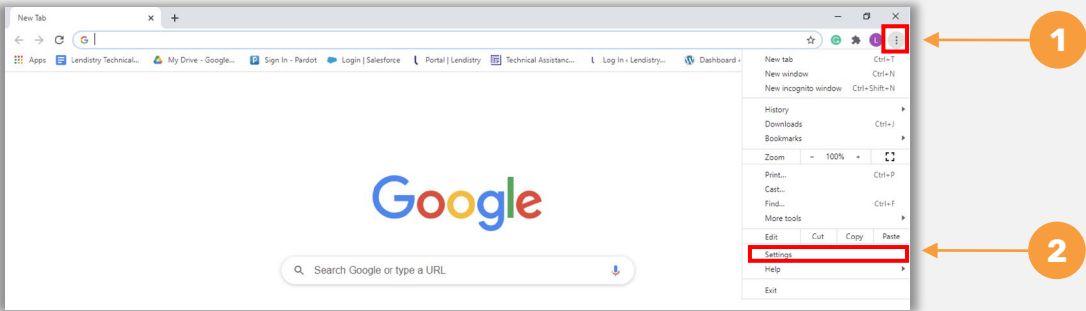 New Tab
G
L
1
Apps Lendistry Technical... My Drive - Google... Sign In - Pardot Login | Salesforce Portal | Lendistry Technical Assistanc... Log In ‹ Lendistry... Dashboard ‹
New tab Ctrl+T
New window Ctrl+N
New incognito window Ctrl+Shift+N
History
Downloads Ctrl+J
Bookmarks
Zoom - 100% +
Print... Ctrl+P
Cast...
Find... Ctrl+F
More tools
Edit Cut Copy Paste
Settings
2
Help
Exit
Google
Search Google or type a URL